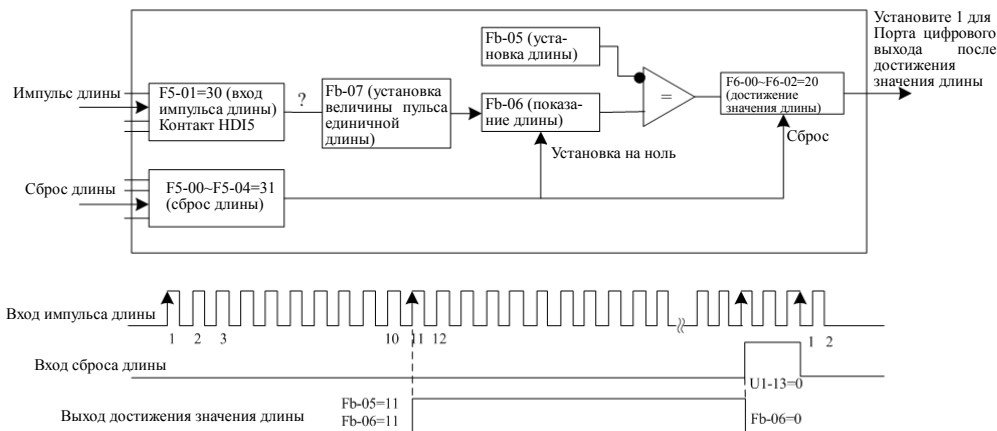 Установите 1 для
Порта цифрового
выхода после
достижения
значения длины
Fb-05 (уста-
новка длины)
Импульс длины
F5-01=30 (вход
импульса длины)
Контакт HDI5
?
Fb-07 (установка
величины пульса
единичной
длины)
Fb-06 (показа-
ние длины)
=
F6-00~F6-02=20
(достижение
значения длины)
Сброс
Установка на ноль
Сброс длины
F5-00~F5-04=31
(сброс длины)
Вход импульса длины
1 2 3 10 11 12 1 2
Вход сброса длины
U1-13=0
Выход достижения значения длины
Fb-05=11
Fb-06=11
Fb-06=0